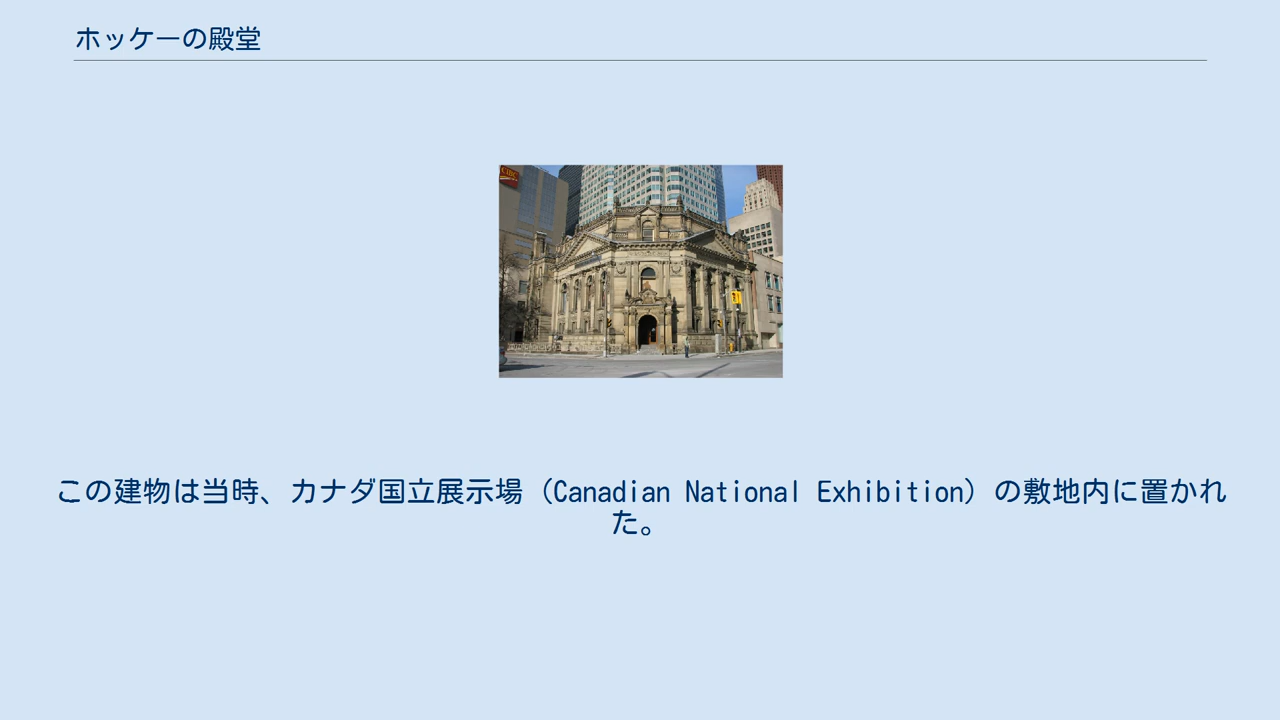 ホッケーの殿堂
CIBC
この建物は当時、カナダ国立展示場（Canadian National Exhibition）の敷地内に置かれ
た。